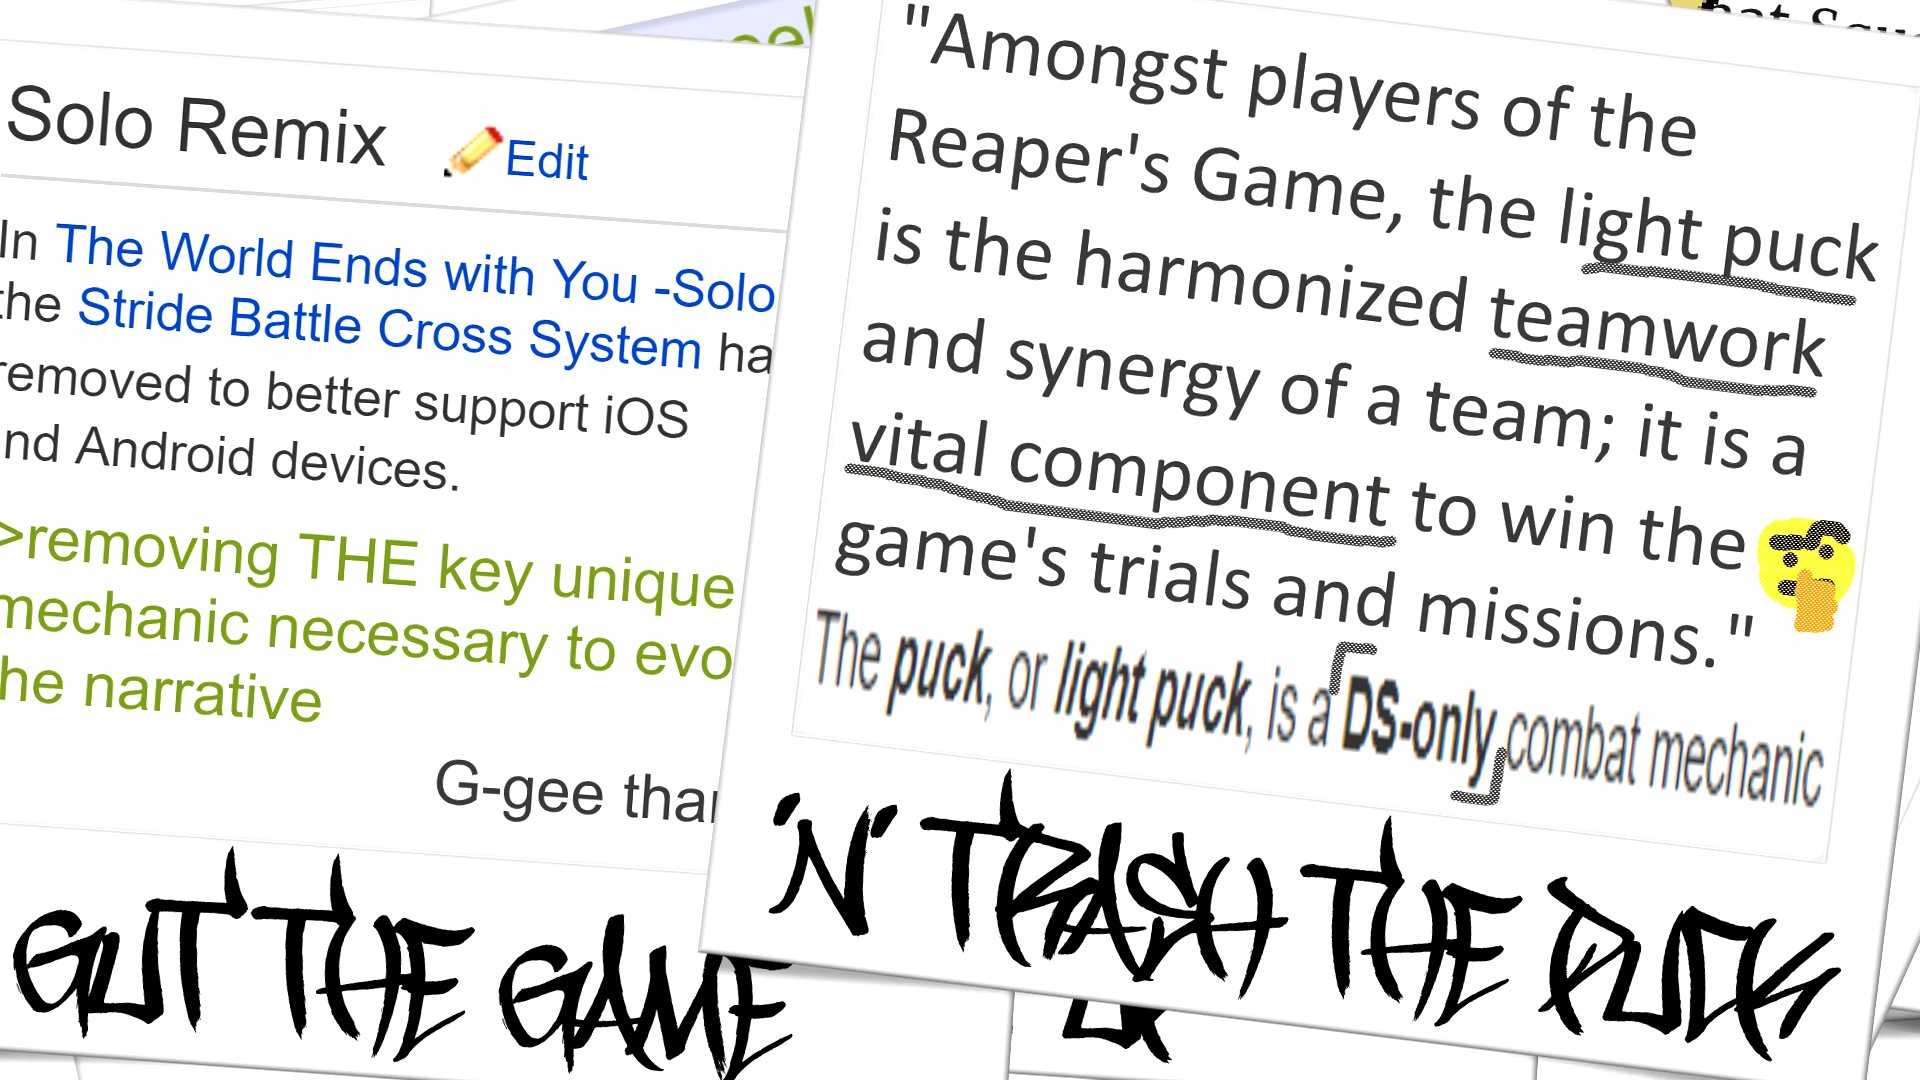 Solo Remix Edit
In The World Ends with You -Solo
the Stride Battle Cross System ha
removed to better support iOS
nd Android devices.
>removing THE key unique
mechanic necessary to evo
he narrative
G-gee than
GUT THE GAME
"Amongst players of the
Reaper's Game, the light puck
is the harmonized teamwork
and synergy of a team; it is a
vital component to win the
game's trials and missions."
The puck, or light puck, is a DS-only combat mechanic
'N' TRASH THE PUCK